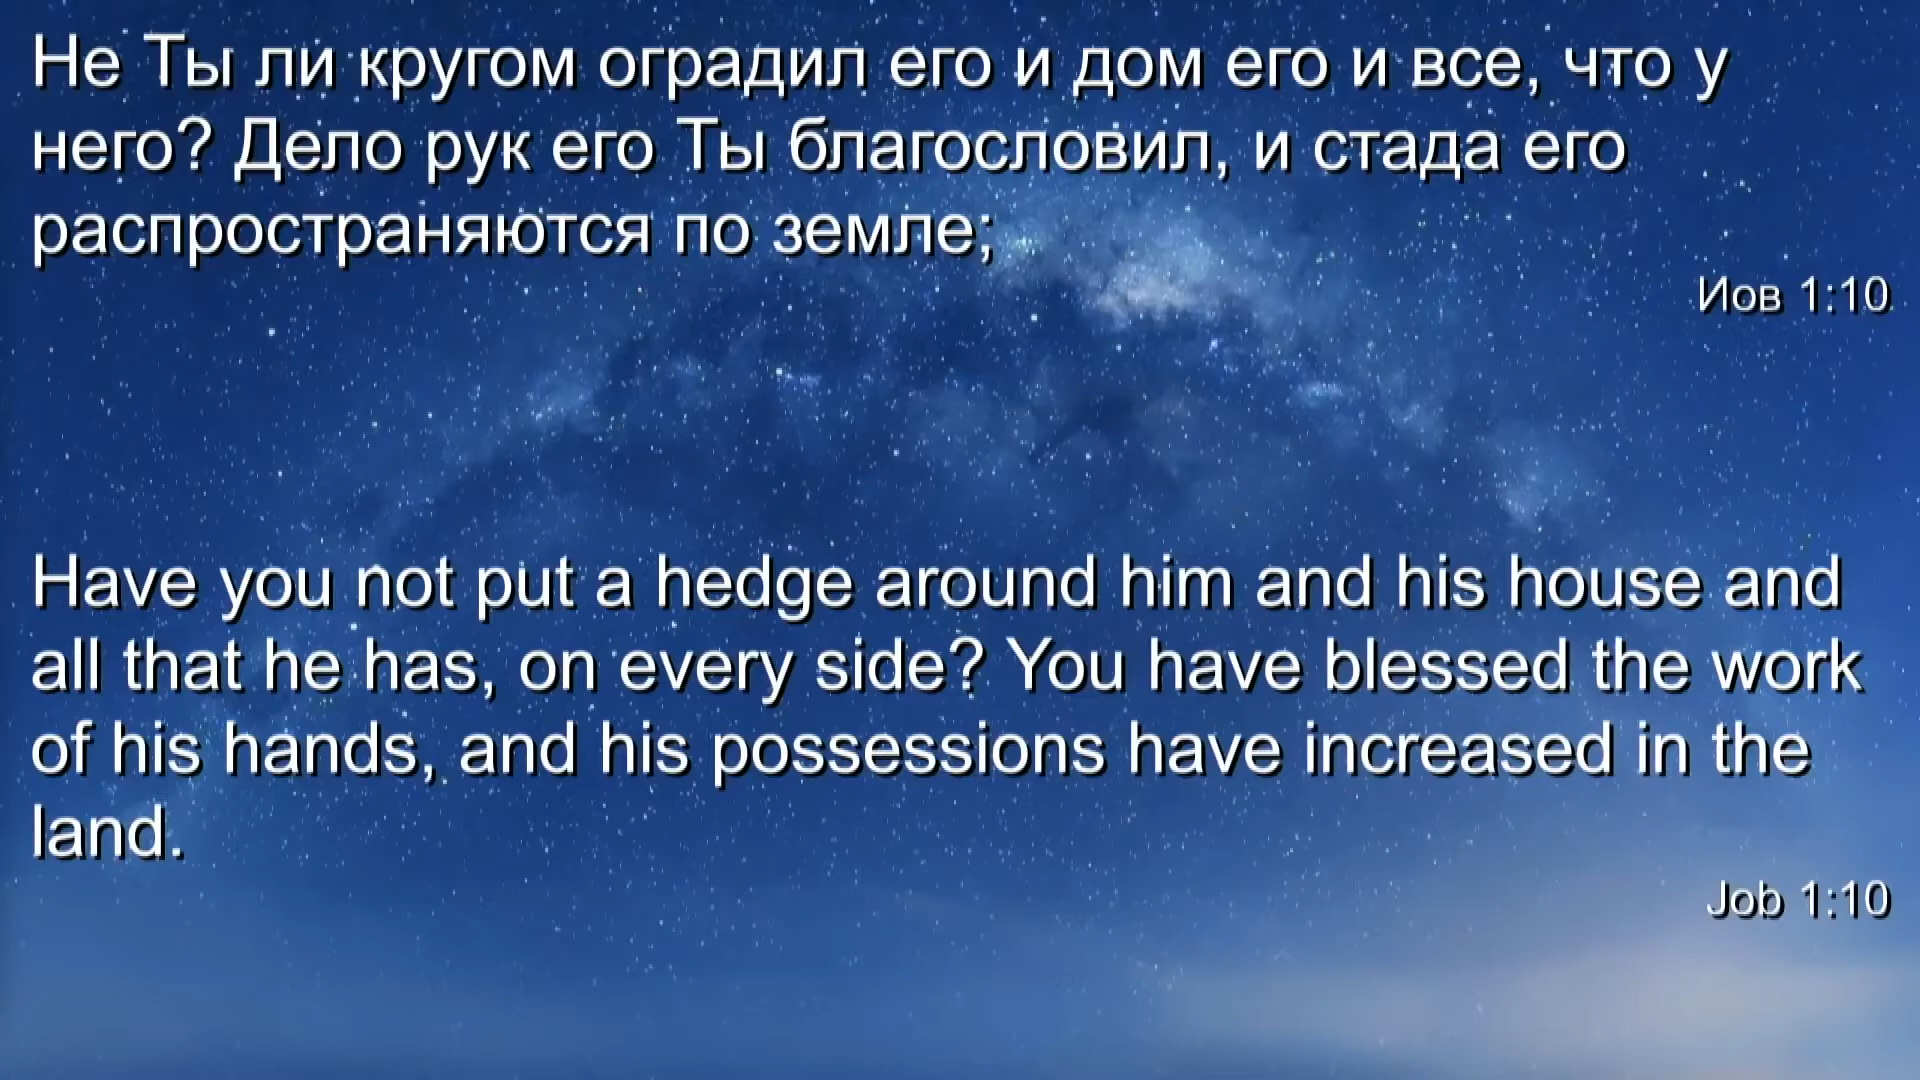 Не Ты ли кругом оградил его и дом его и все, что у
него? Дело рук его Ты благословил, и стада его
распространяются по земле;
Иов 1:10
Have you not put a hedge around him and his house and
all that he has, on every side? You have blessed the work
of his hands, and his possessions have increased in the
land.
Job 1:10